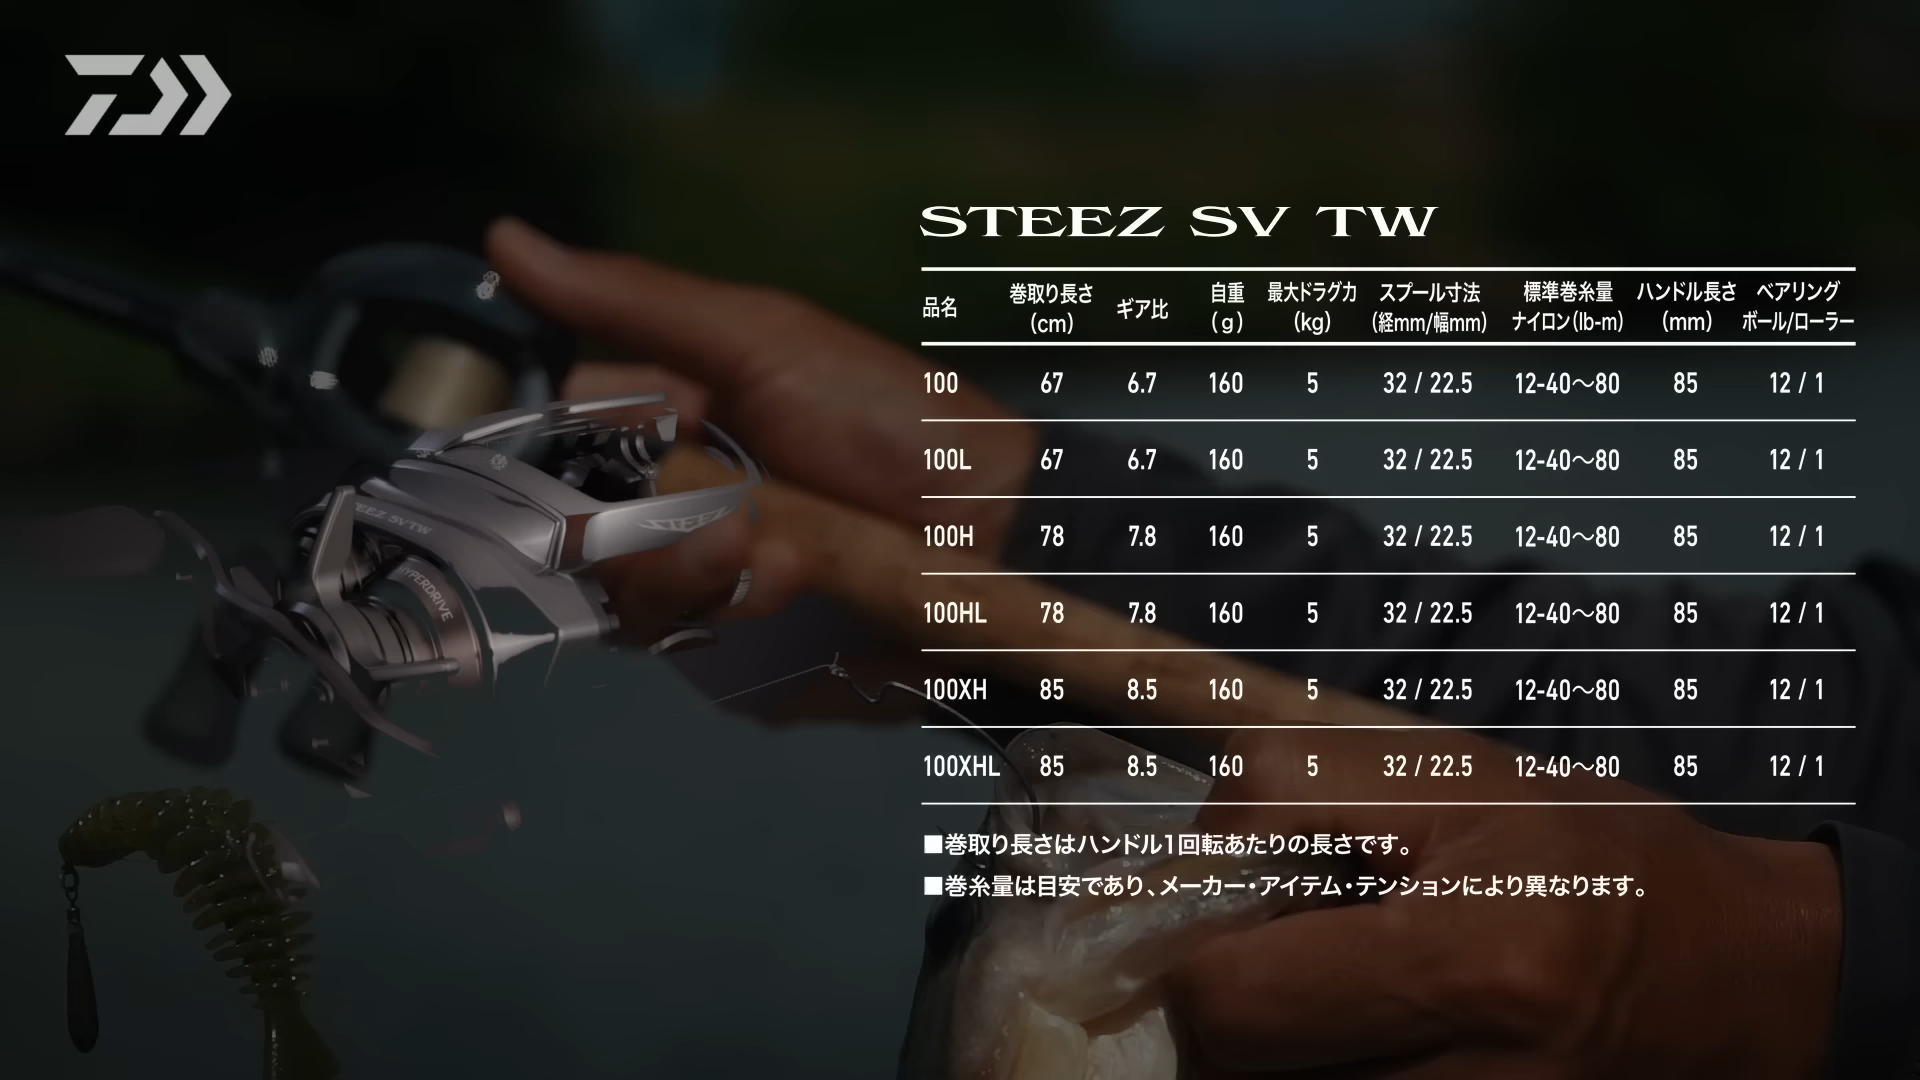 STEEZ SV TW
品名 巻取り長さ(cm) ギア比 自重(g) 最大ドラグ力(kg) スプール寸法(経mm/幅mm) 標準巻糸量ナイロン(lb-m) ハンドル長さ(mm) ベアリングボール/ローラー
100 67 6.7 160 5 32 / 22.5 12-40〜80 85 12 / 1
100L 67 6.7 160 5 32 / 22.5 12-40〜80 85 12 / 1
100H 78 7.8 160 5 32 / 22.5 12-40〜80 85 12 / 1
100HL 78 7.8 160 5 32 / 22.5 12-40〜80 85 12 / 1
100XH 85 8.5 160 5 32 / 22.5 12-40〜80 85 12 / 1
100XHL 85 8.5 160 5 32 / 22.5 12-40〜80 85 12 / 1
■巻取り長さはハンドル1回転あたりの長さです。
■巻糸量は目安であり、メーカー・アイテム・テンションにより異なります。
STEEZ SV TW
STEEZ
HYPERDRIVE